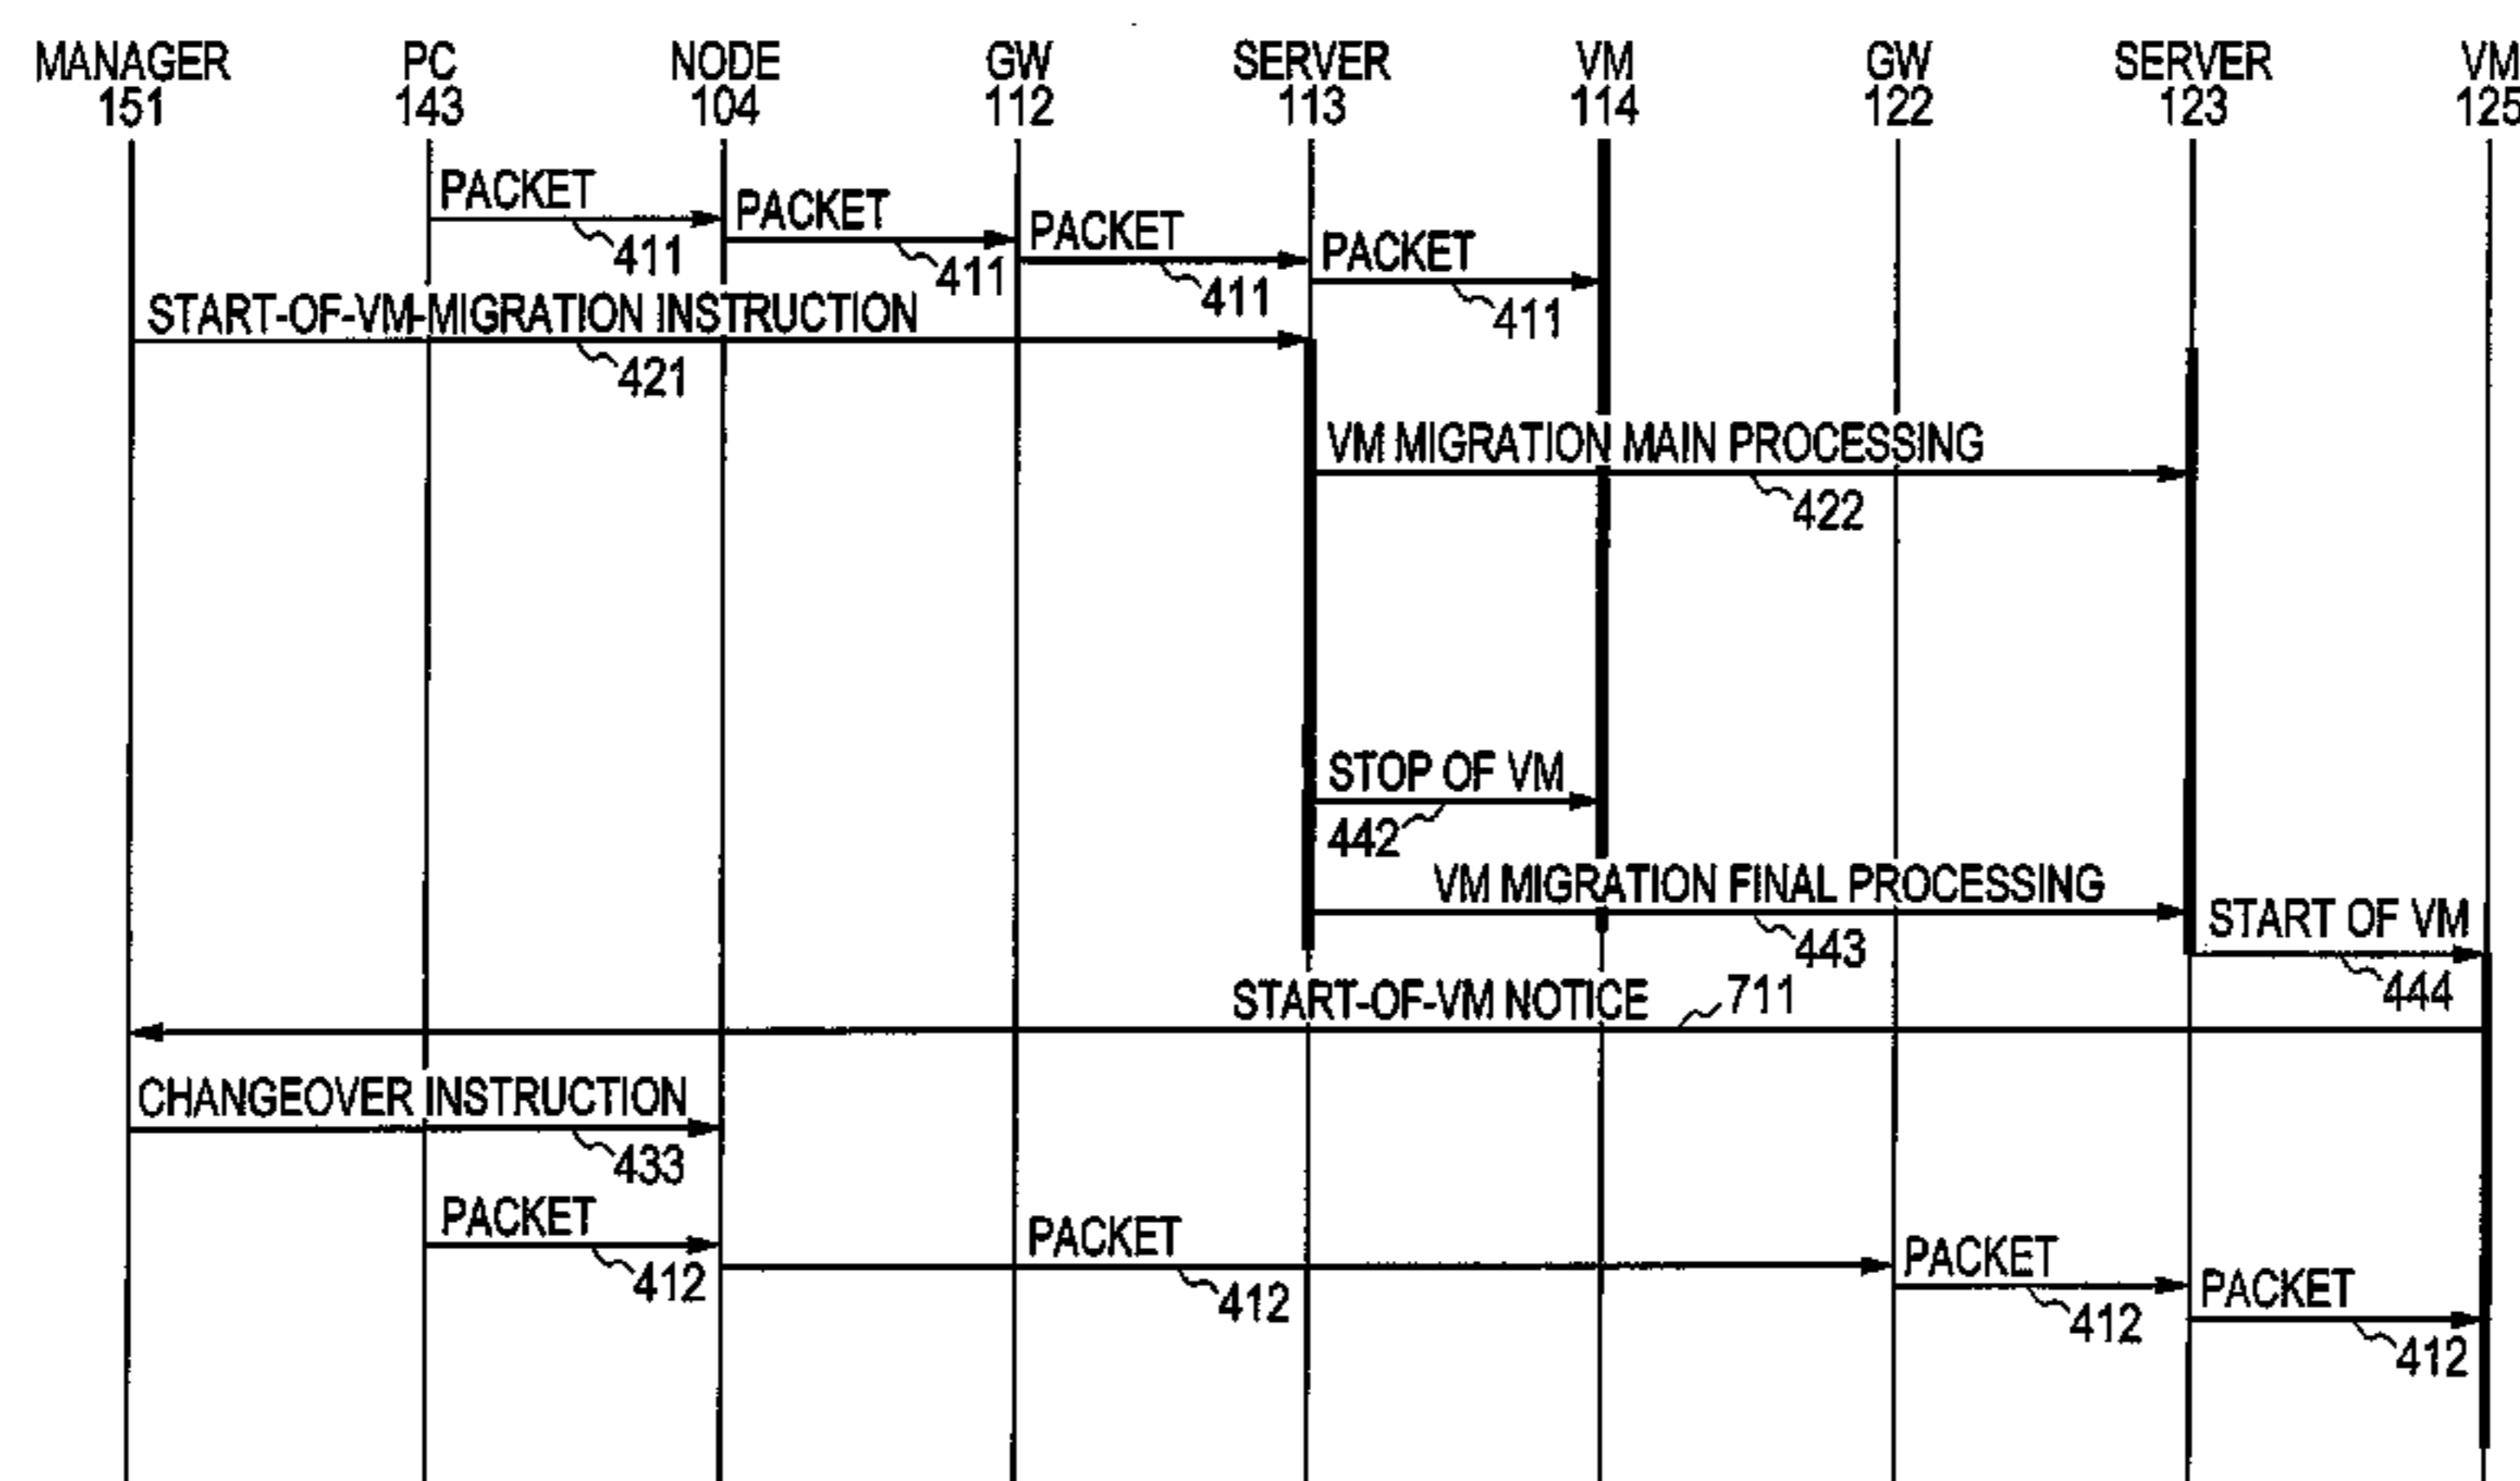 MANAGER PC NODE GW SERVER VM GW SERVER VM
151 143 104 112 113 114 122 123 125
PACKET
PACKET
PACKET
PACKET
411
411
411
411
START-OF-VM-MIGRATION INSTRUCTION
421
VM MIGRATION MAIN PROCESSING
422
STOP OF VM
442
VM MIGRATION FINAL PROCESSING
443
START OF VM
444
START-OF-VM NOTICE
711
CHANGEOVER INSTRUCTION
433
PACKET
412
PACKET
412
PACKET
412
PACKET
412